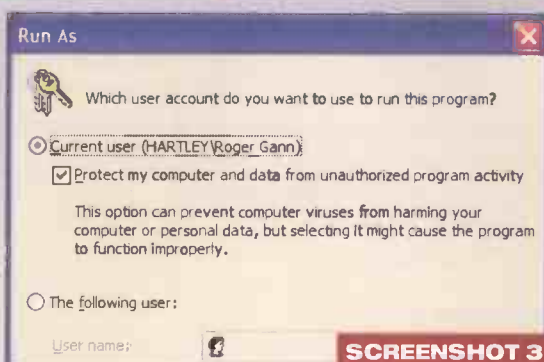 Run As
Which user account do you want to use to run this program?
Current user (HARTLEY\Roger Gann)
Protect my computer and data from unauthorized program activity
This option can prevent computer viruses from harming your
computer or personal data, but selecting it might cause the program
to function improperly.
The following user:
User name:
SCREENSHOT 3